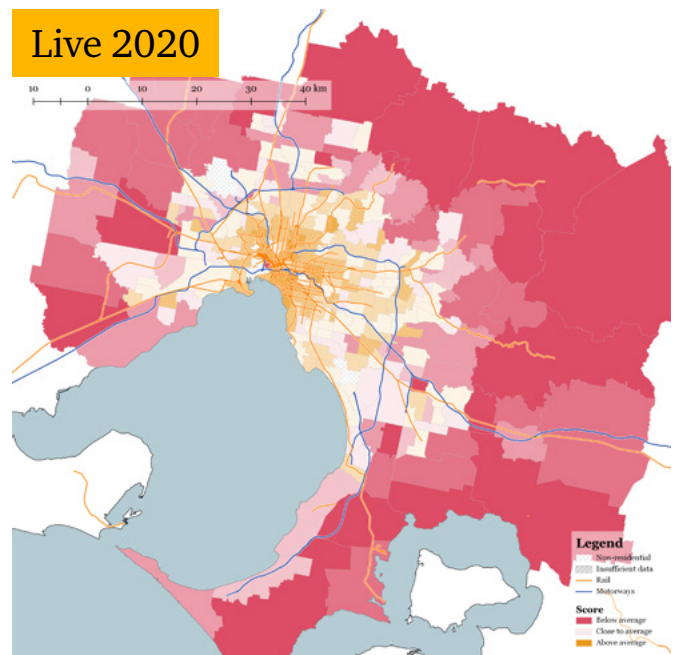 Live 2020
10 0 10 20 30 40 km
Legend
Non-residential
Insufficient data
Rail
Motorways
Score
Below average
Close to average
Above average